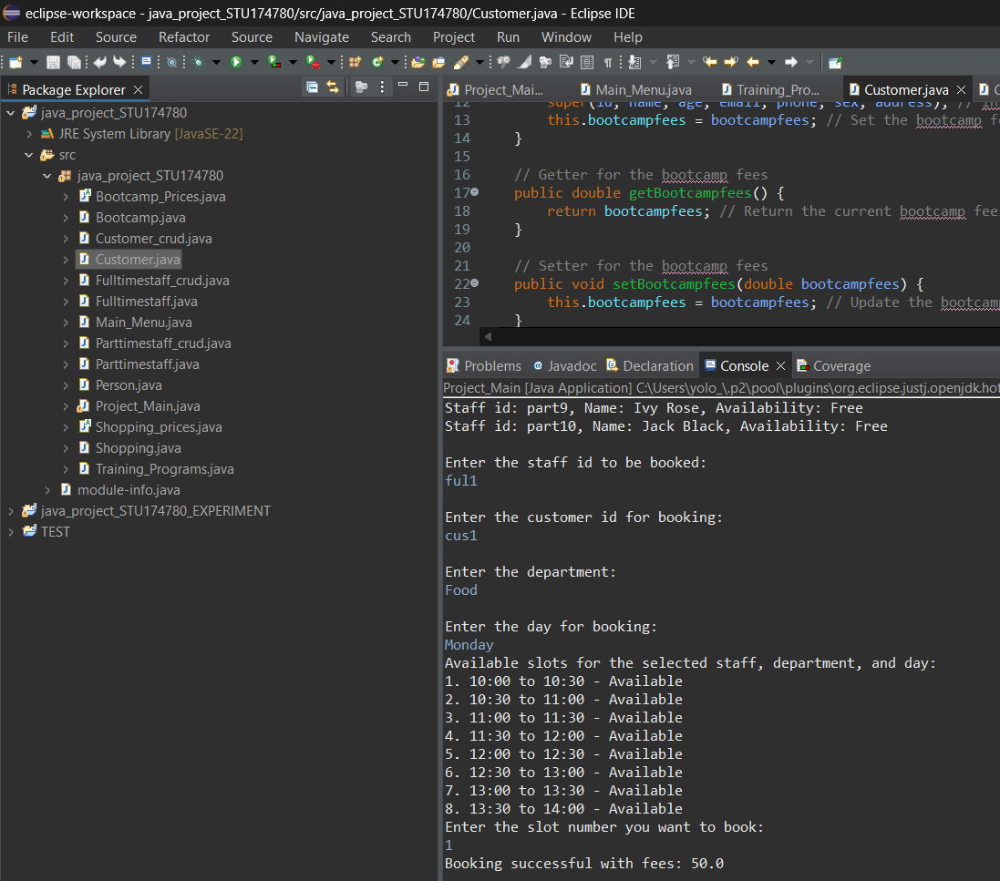 eclipse-workspace - java_project_STU174780/src/java_project_STU174780/Customer.java - Eclipse IDE
File Edit Source Refactor Source Navigate Search Project Run Window Help
Package Explorer
java_project_STU174780
JRE System Library [JavaSE-22]
src
java_project_STU174780
Bootcamp_Prices.java
Bootcamp.java
Customer_crud.java
Customer.java
Fulltimestaff_crud.java
Fulltimestaff.java
Main_Menu.java
Parttimestaff_crud.java
Parttimestaff.java
Person.java
Project_Main.java
Shopping_prices.java
Shopping.java
Training_Programs.java
module-info.java
java_project_STU174780_EXPERIMENT
TEST
Project_Mai... Main_Menu.java Training_Pro... Customer.java
12 super(id, name, age, email, phone, sex, address); //
13 this.bootcampfees = bootcampfees; // Set the bootcamp fe
14 }
15
16 // Getter for the bootcamp fees
17 public double getBootcampfees() {
18 return bootcampfees; // Return the current bootcamp fee
19 }
20
21 // Setter for the bootcamp fees
22 public void setBootcampfees(double bootcampfees) {
23 this.bootcampfees = bootcampfees; // Update the bootcam
24 }
Problems Javadoc Declaration Console Coverage
Project_Main [Java Application] C:\Users\yolo_\.p2\pool\plugins\org.eclipse.justj.openjdk.hot
Staff id: part9, Name: Ivy Rose, Availability: Free
Staff id: part10, Name: Jack Black, Availability: Free
Enter the staff id to be booked:
ful1
Enter the customer id for booking:
cus1
Enter the department:
Food
Enter the day for booking:
Monday
Available slots for the selected staff, department, and day:
1. 10:00 to 10:30 - Available
2. 10:30 to 11:00 - Available
3. 11:00 to 11:30 - Available
4. 11:30 to 12:00 - Available
5. 12:00 to 12:30 - Available
6. 12:30 to 13:00 - Available
7. 13:00 to 13:30 - Available
8. 13:30 to 14:00 - Available
Enter the slot number you want to book:
1
Booking successful with fees: 50.0